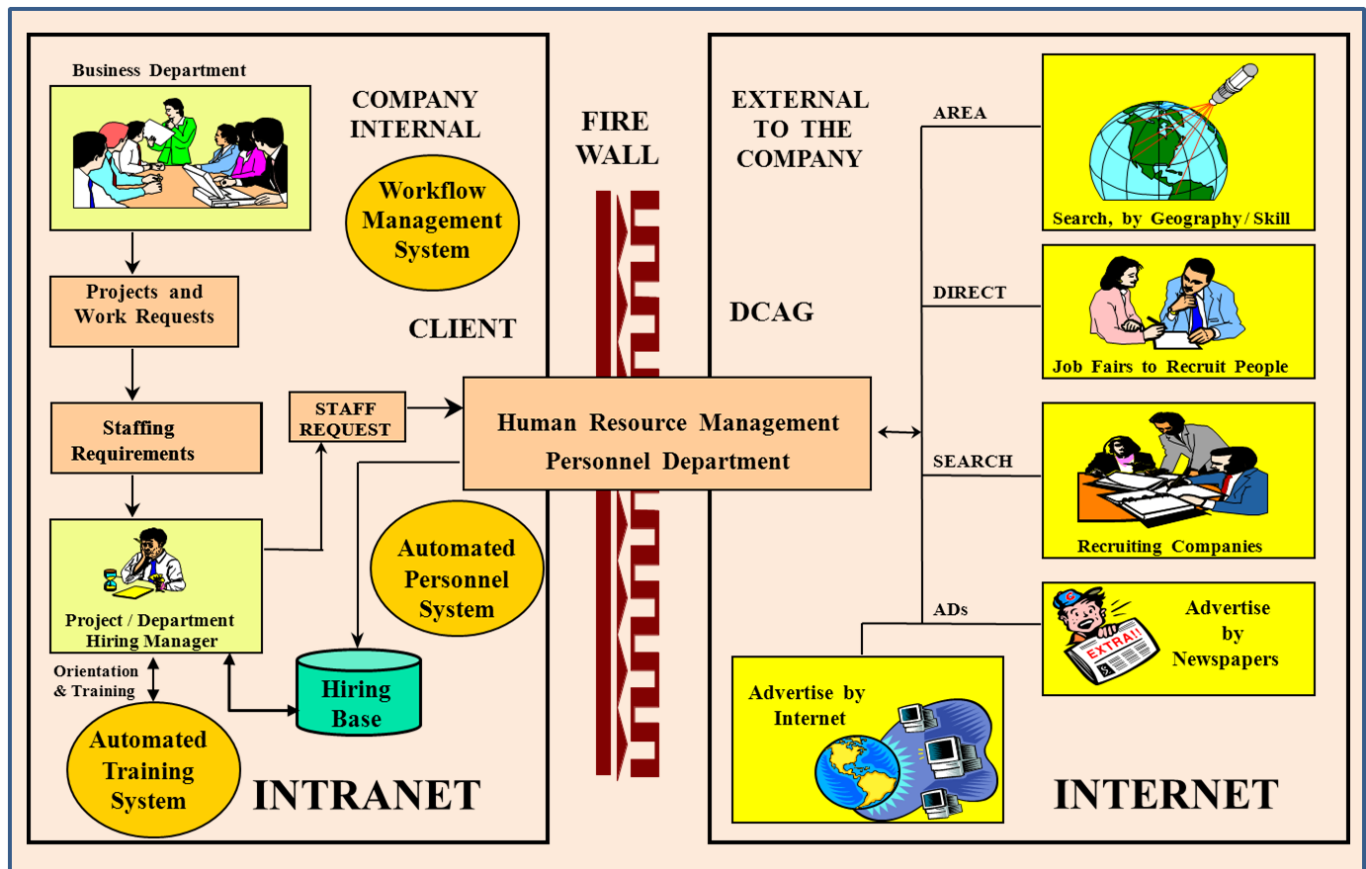 Business Department
COMPANY
INTERNAL
Workflow
Management
System
Projects and
Work Requests
CLIENT
Staffing
Requirements
STAFF
REQUEST
Project / Department
Hiring Manager
Automated
Personnel
System
Orientation
& Training
Hiring
Base
Automated
Training
System
INTRANET
FIRE
WALL
Human Resource Management
Personnel Department
EXTERNAL
TO THE
COMPANY
DCAG
AREA
Search, by Geography / Skill
DIRECT
Job Fairs to Recruit People
SEARCH
Recruiting Companies
ADs
EXTRA!!
Advertise
by
Newspapers
Advertise by
Internet
INTERNET